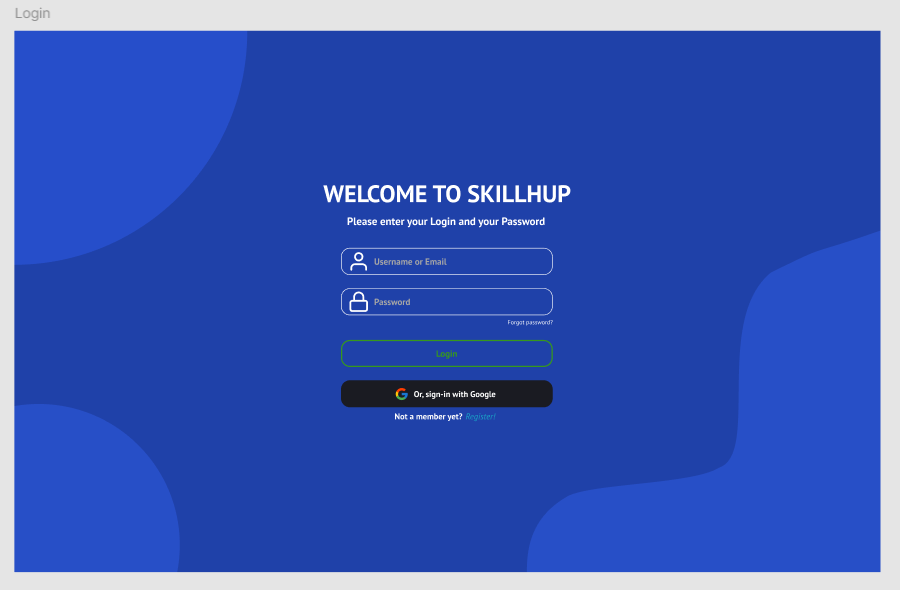 Login
WELCOME TO SKILLHUP
Please enter your Login and your Password
Username or Email
Password
Forgot password?
Login
Or, sign-in with Google
Not a member yet? Register!